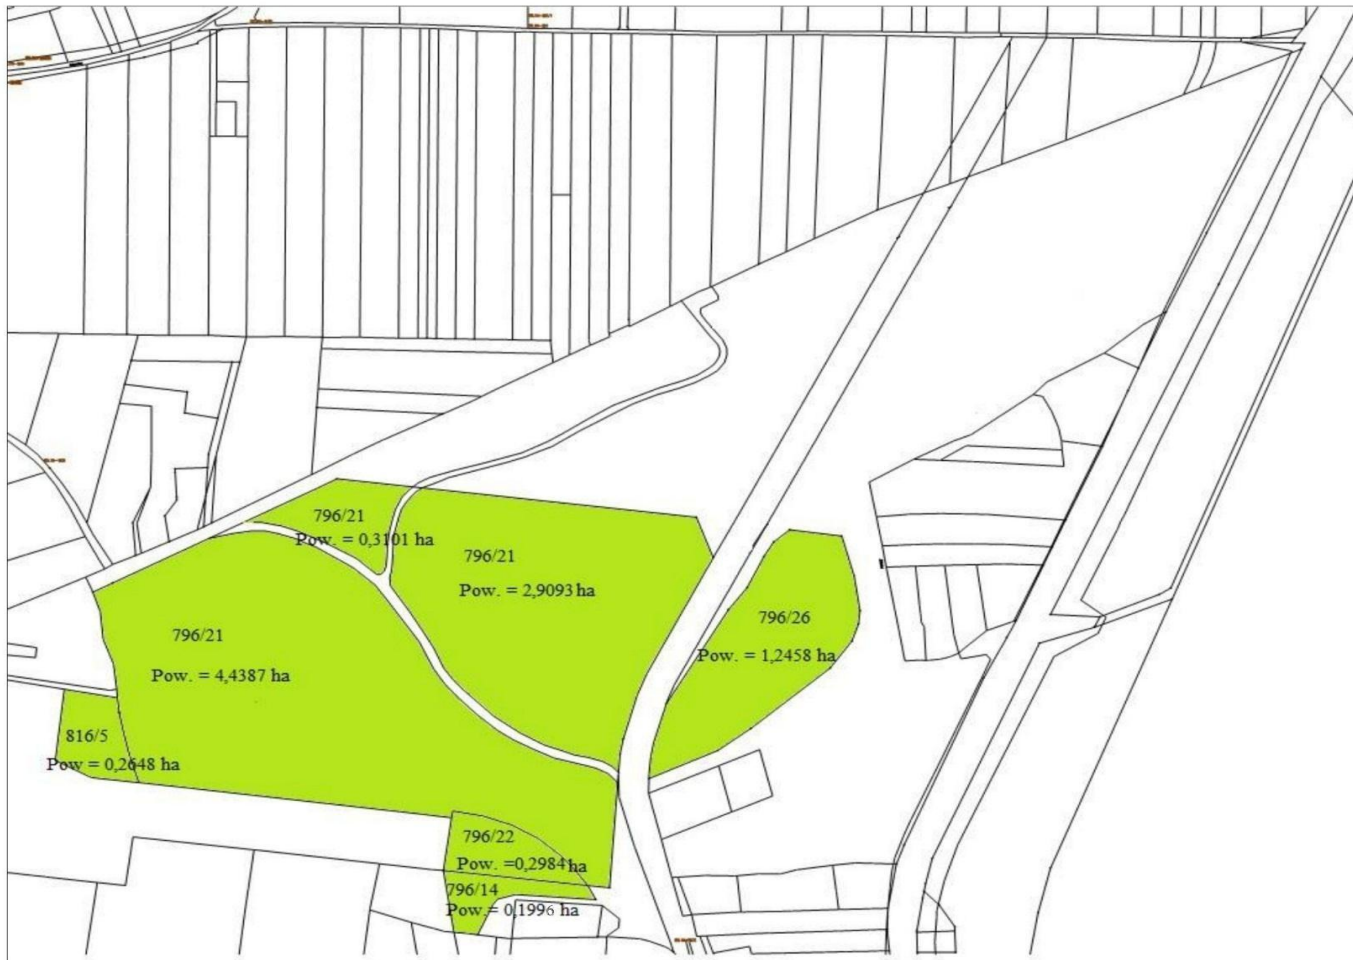 796/21
Pow. = 0,3101 ha
796/21
Pow. = 2,9093 ha
796/26
Pow. = 1,2458 ha
796/21
Pow. = 4,4387 ha
816/5
Pow = 0,2648 ha
796/22
Pow. =0,2984 ha
796/14
Pow.= 0,1996 ha